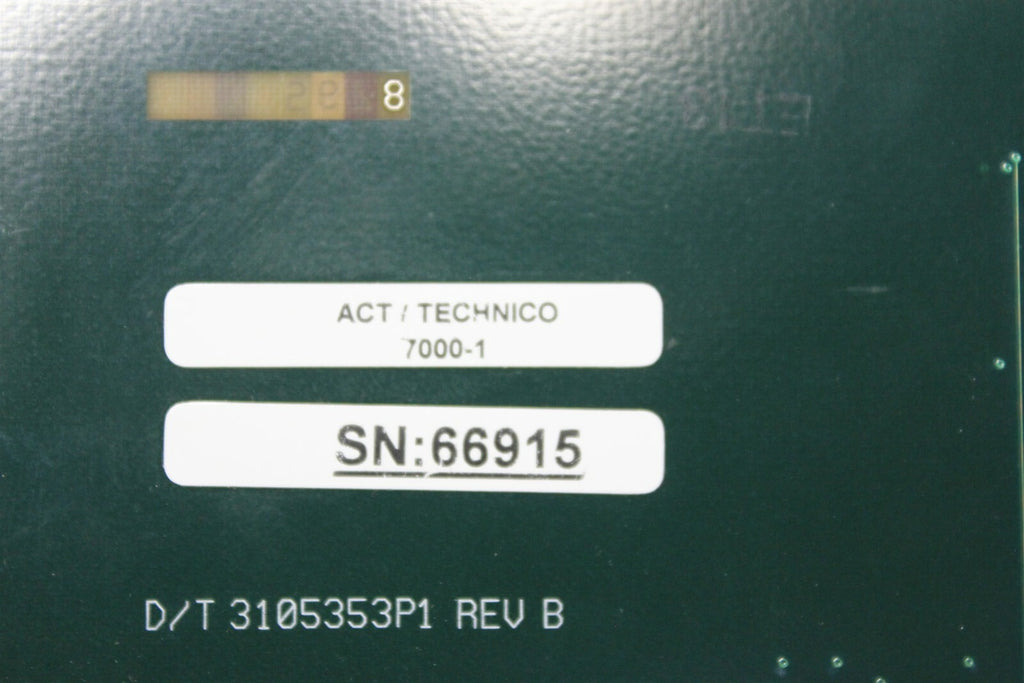 8
ACT / TECHNICO
7000-1
SN:66915
D/T 3105353P1 REV B